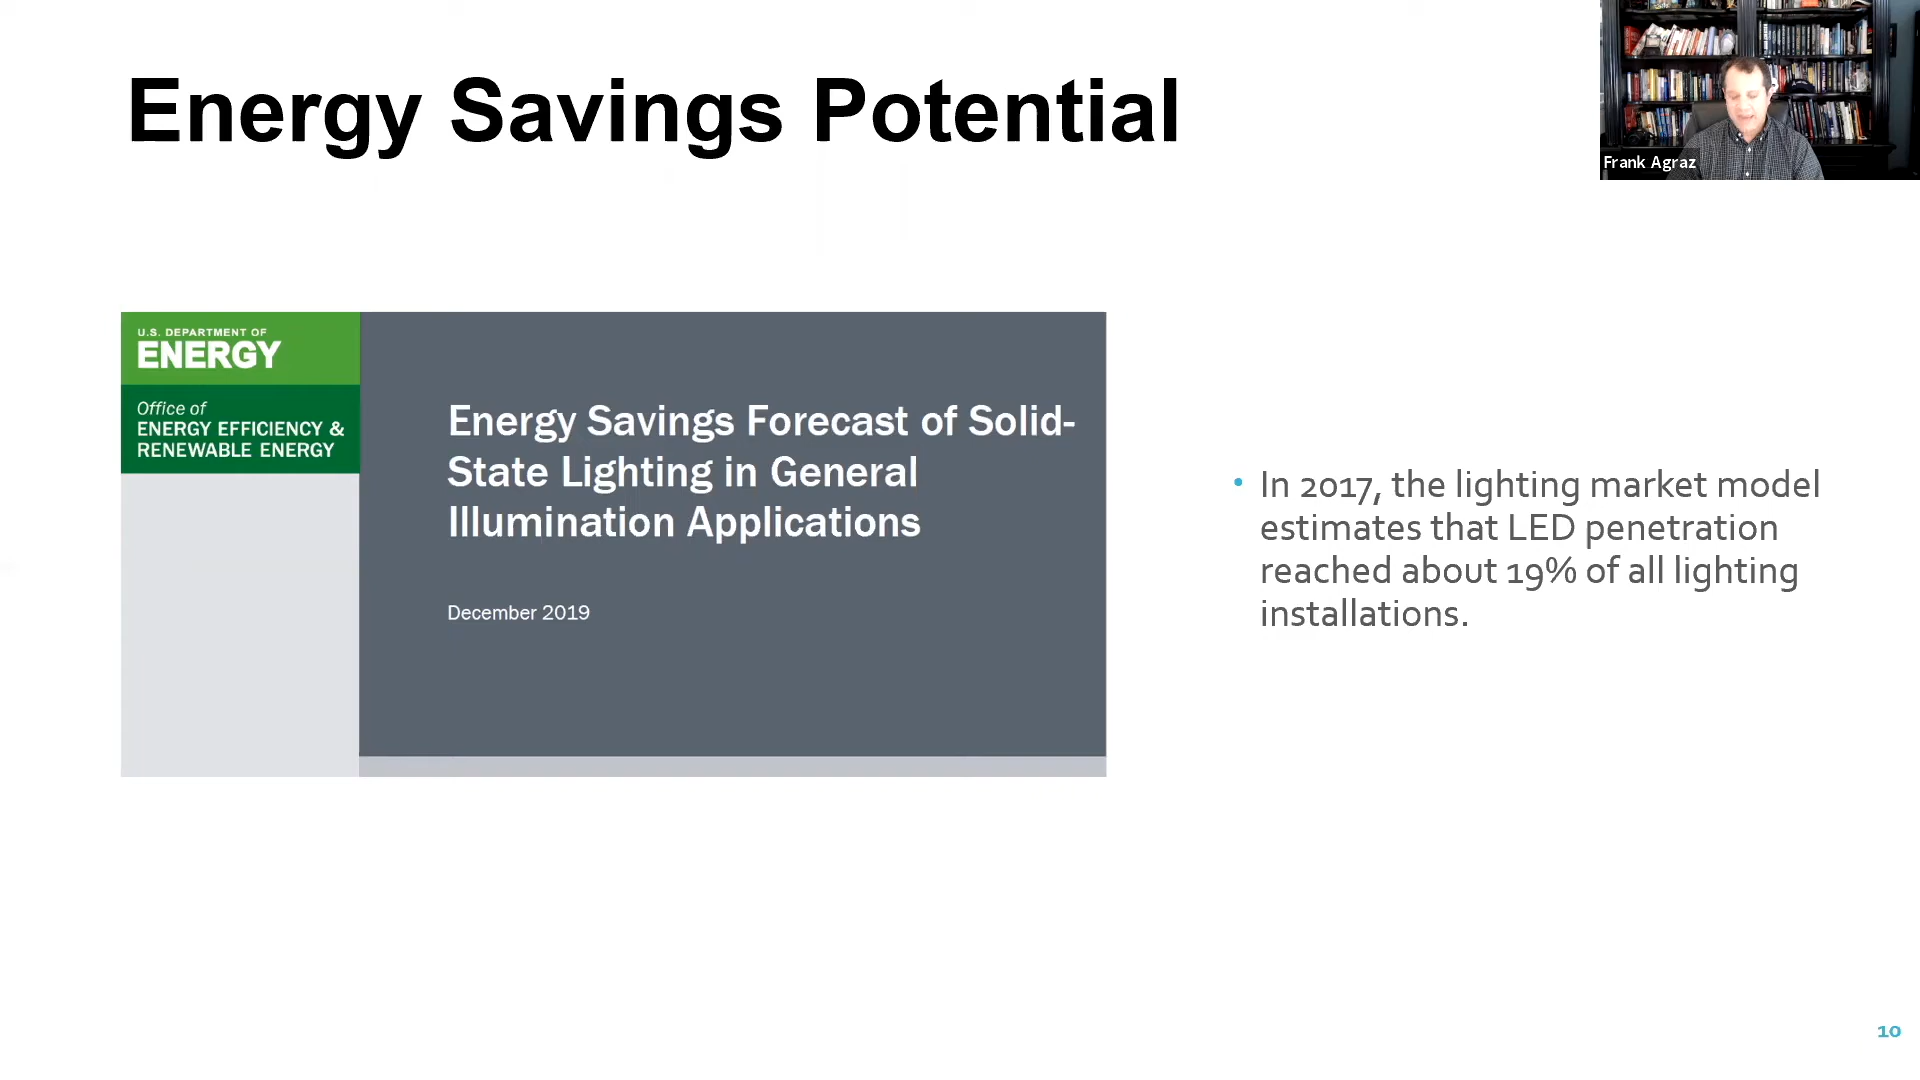 Energy Savings Potential
Frank Agraz
U.S. DEPARTMENT OF
ENERGY
Office of
ENERGY EFFICIENCY &
RENEWABLE ENERGY
Energy Savings Forecast of Solid-
State Lighting in General
Illumination Applications
December 2019
• In 2017, the lighting market model
estimates that LED penetration
reached about 19% of all lighting
installations.
10